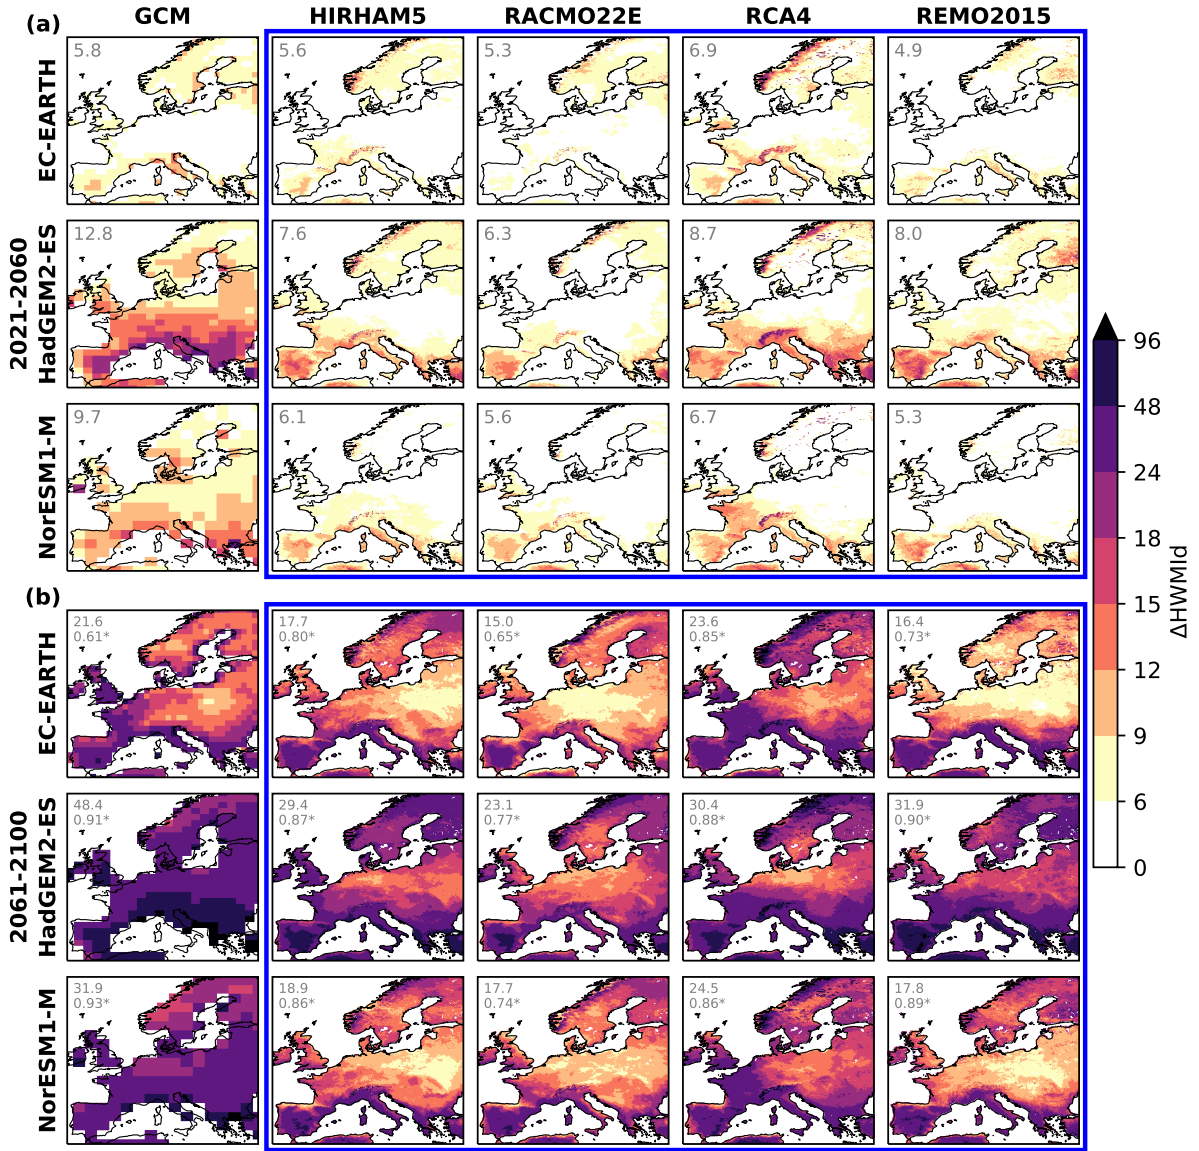 GCM HIRHAM5 RACMO22E RCA4 REMO2015
(a)
EC-EARTH
5.8 5.6 5.3 6.9 4.9
2021-2060
HadGEM2-ES
12.8 7.6 6.3 8.7 8.0
NorESM1-M
9.7 6.1 5.6 6.7 5.3
(b)
EC-EARTH
21.6 17.7 15.0 23.6 16.4
0.61* 0.80* 0.65* 0.85* 0.73*
2061-2100
HadGEM2-ES
48.4 29.4 23.1 30.4 31.9
0.91* 0.87* 0.77* 0.88* 0.90*
NorESM1-M
31.9 18.9 17.7 24.5 17.8
0.93* 0.86* 0.74* 0.86* 0.89*
96
48
24
18
15
12
9
6
0
ΔHWMId